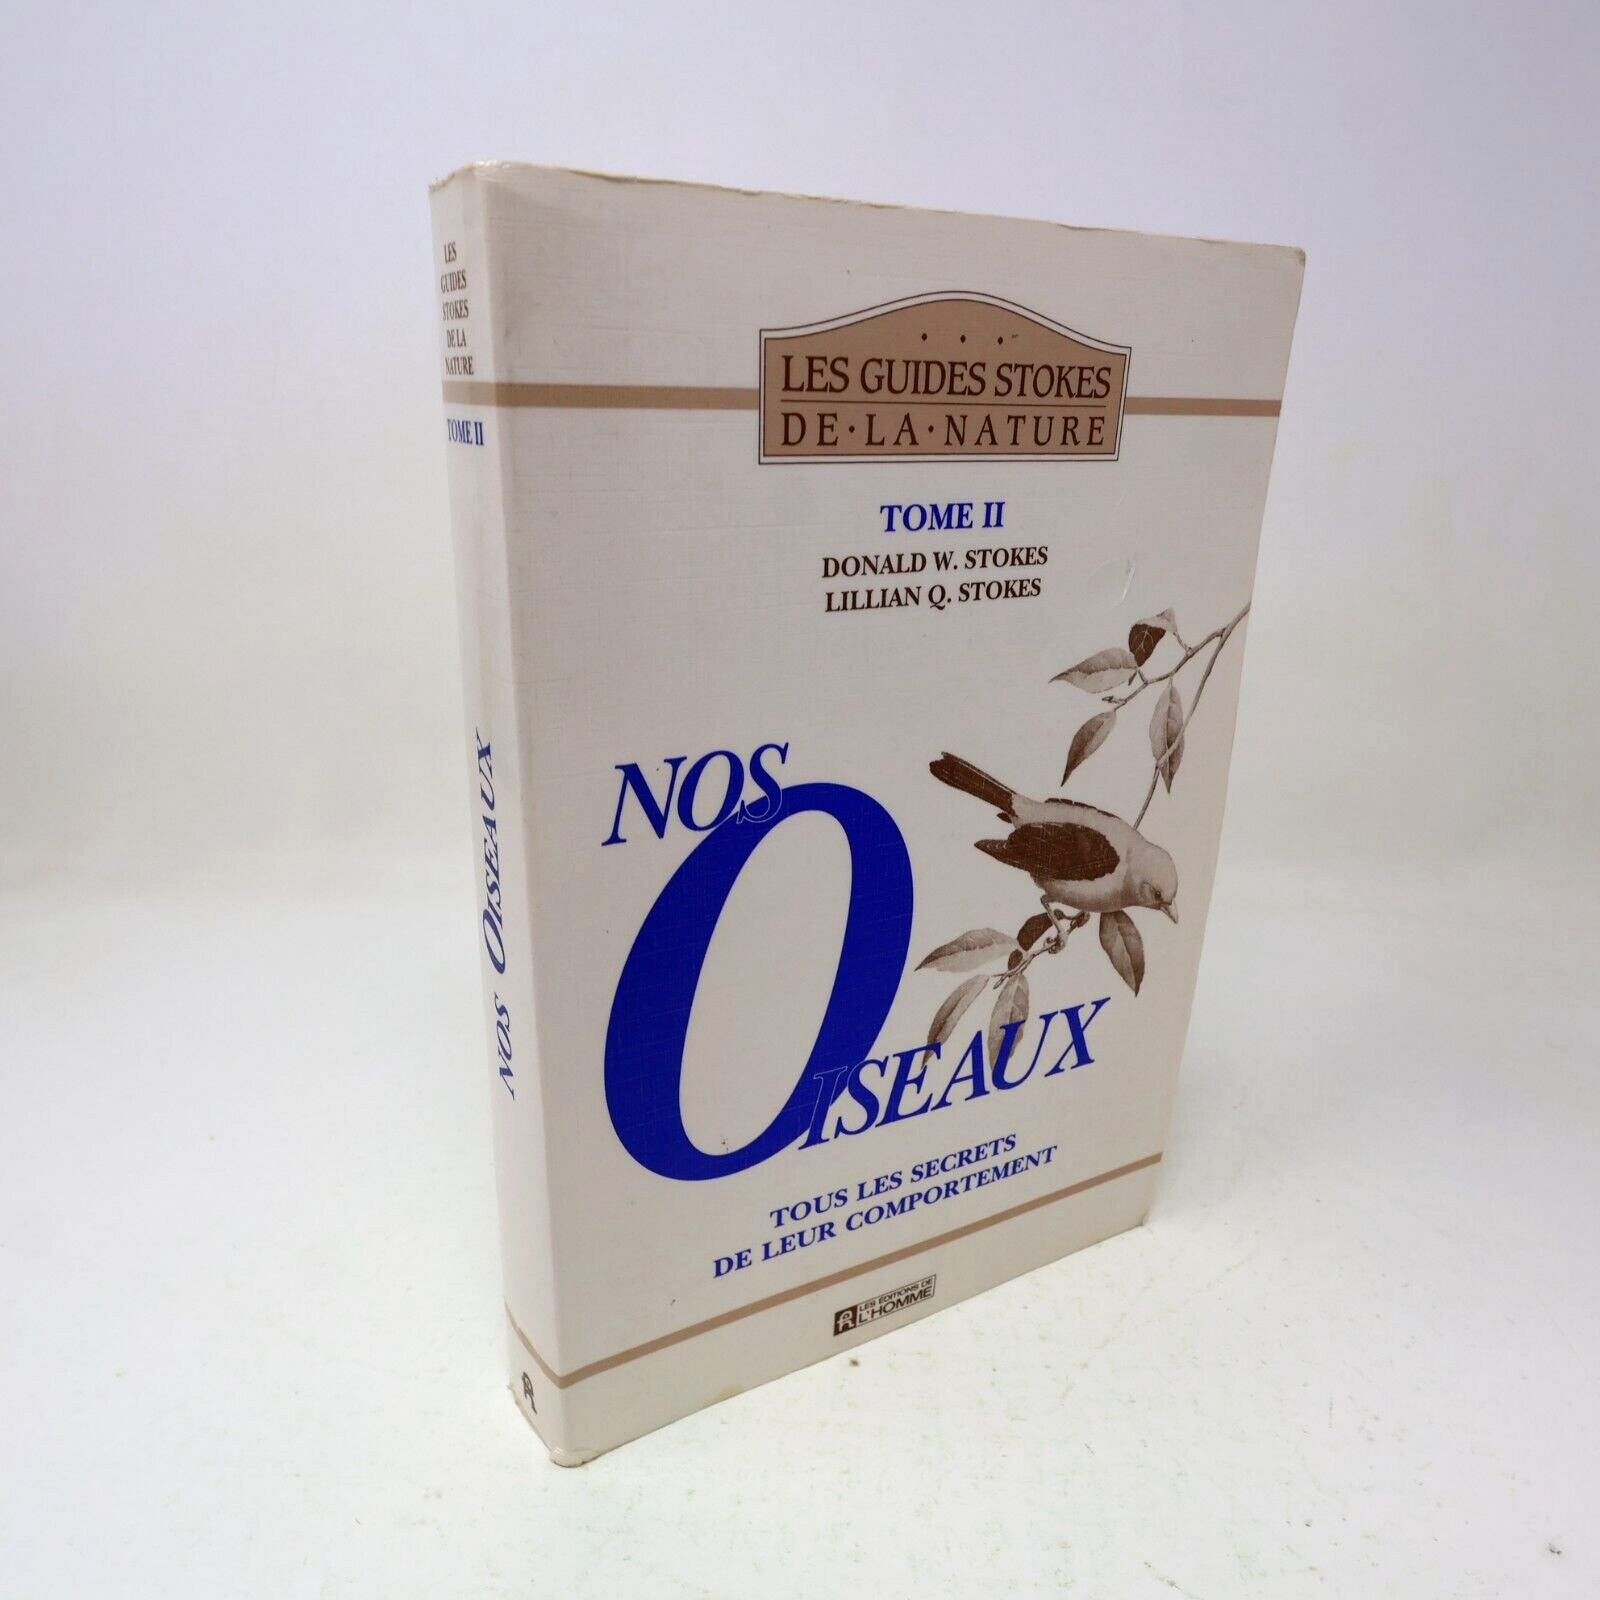 LES
GUIDES
STOKES
DE LA
NATURE
TOME II
NOS OISEAUX
LES GUIDES STOKES
DE·LA·NATURE
TOME II
DONALD W. STOKES
LILLIAN Q. STOKES
NOS
OISEAUX
TOUS LES SECRETS
DE LEUR COMPORTEMENT
LES ÉDITIONS DE
L'HOMME